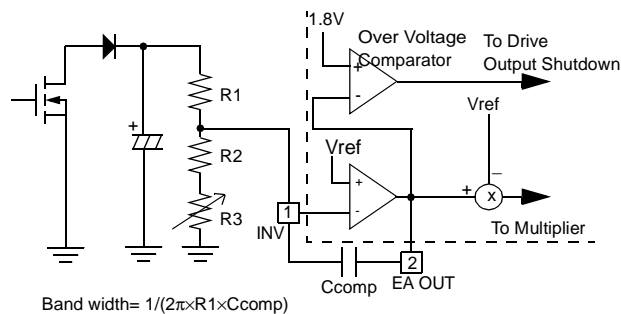 1.8V
Over Voltage
Comparator
To Drive
Output Shutdown
+
-
R1
Vref
+
R2
Vref
+
-
+
−
x
R3
1
INV
To Multiplier
2
Ccomp
EA OUT
Band width= 1/(2π×R1×Ccomp)